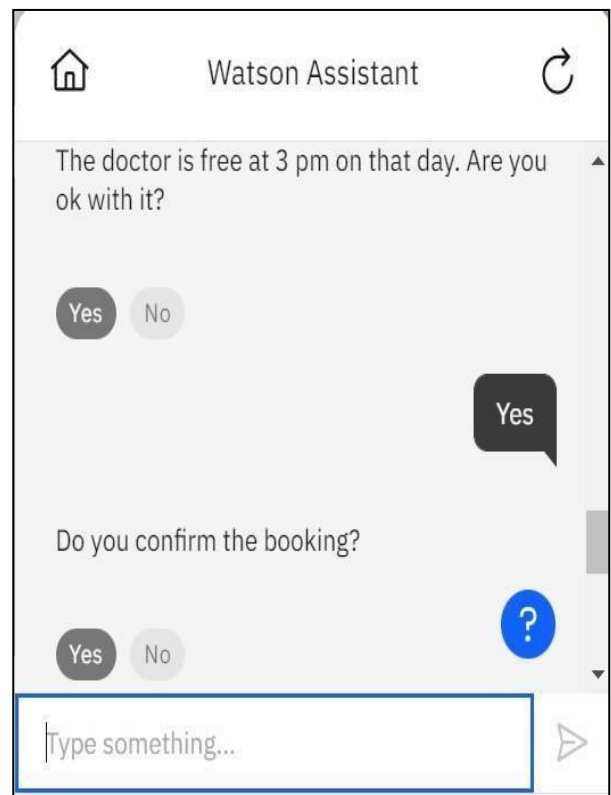 Watson Assistant
The doctor is free at 3 pm on that day. Are you
ok with it?
Yes No
Yes
Do you confirm the booking?
?
Yes No
Type something...